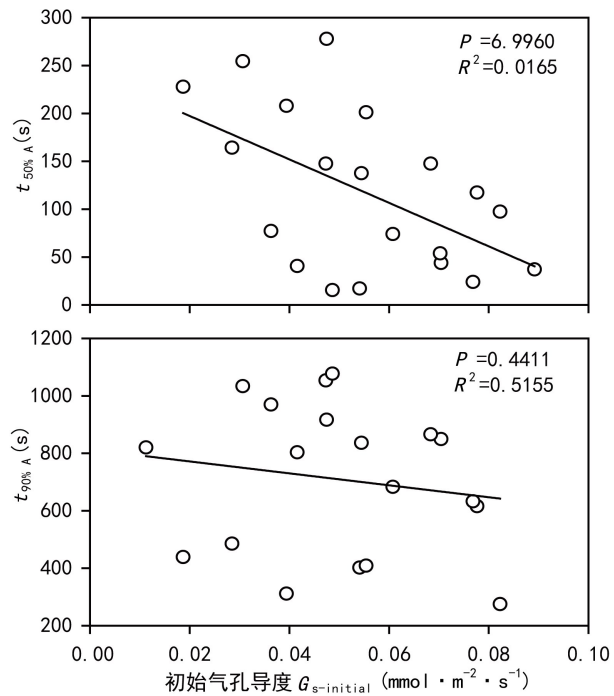 300
250
200
150
100
50
0
t50% A(s)
P =6.9960
R²=0.0165
1200
1000
800
600
400
200
t90% A(s)
P =0.4411
R²=0.5155
0.00 0.02 0.04 0.06 0.08 0.10
初始气孔导度 Gs-initial (mmol·m⁻²·s⁻¹)